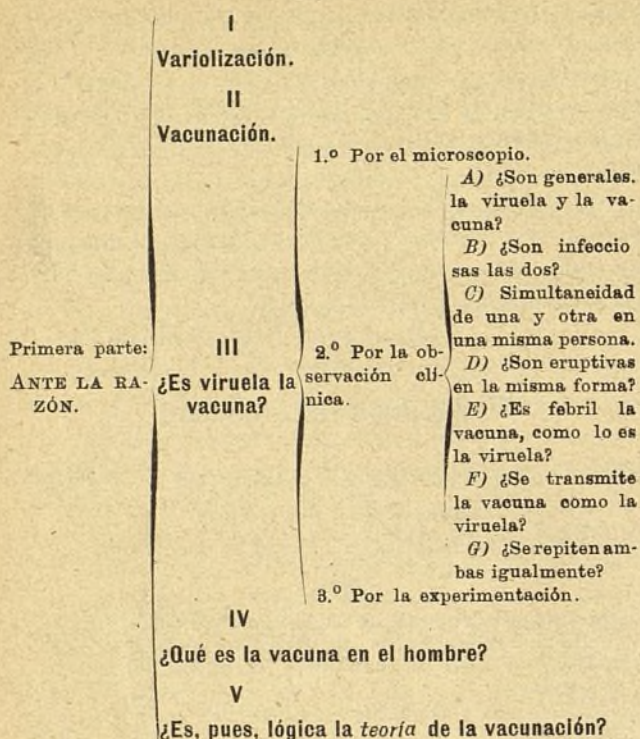 Primera parte:
ANTE LA RA-
ZÓN.
I
Variolización.
II
Vacunación.
III
¿Es viruela la
vacuna?
1.º Por el microscopio.
2.º Por la ob-
servación clí-
nica.
A) ¿Son generales.
la viruela y la va-
cuna?
B) ¿Son infeccio
sas las dos?
C) Simultaneidad
de una y otra en
una misma persona.
D) ¿Son eruptivas
en la misma forma?
E) ¿Es febril la
vacuna, como lo es
la viruela?
F) ¿Se transmite
la vacuna como la
viruela?
G) ¿Se repiten am-
bas igualmente?
3.º Por la experimentación.
IV
¿Qué es la vacuna en el hombre?
V
¿Es, pues, lógica la teoría de la vacunación?